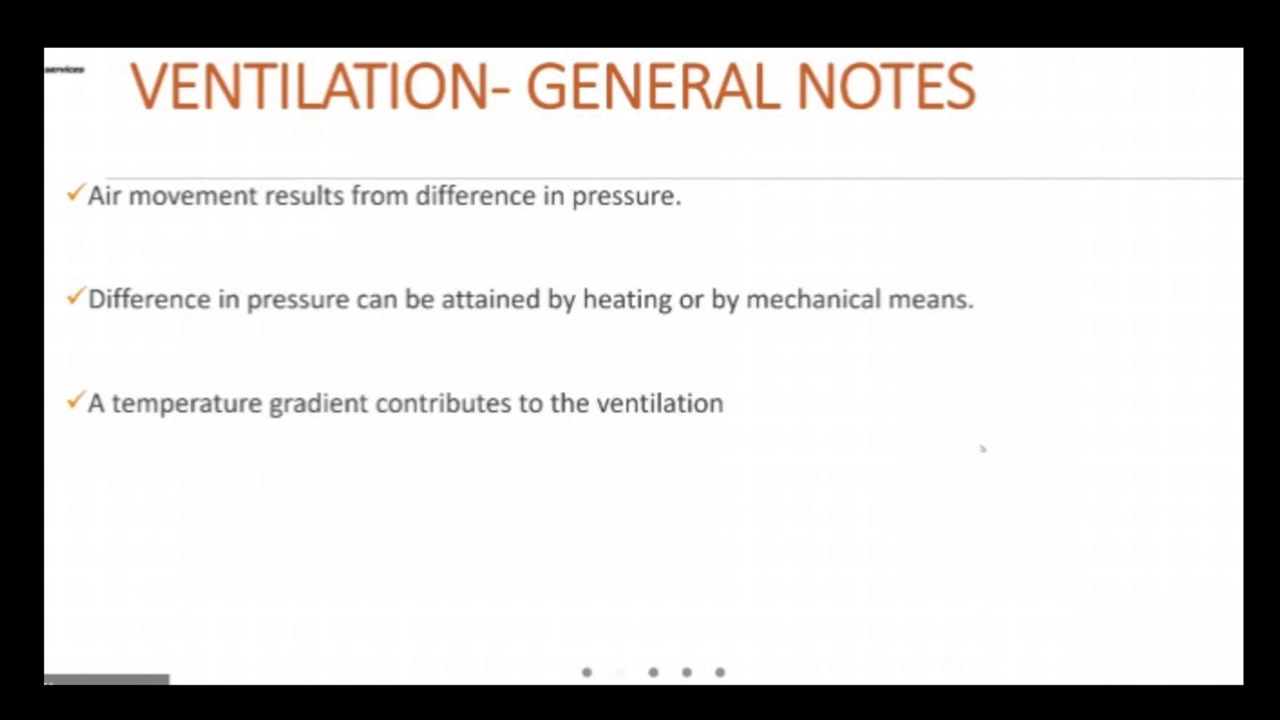 services
VENTILATION- GENERAL NOTES
✓Air movement results from difference in pressure.
✓Difference in pressure can be attained by heating or by mechanical means.
✓A temperature gradient contributes to the ventilation